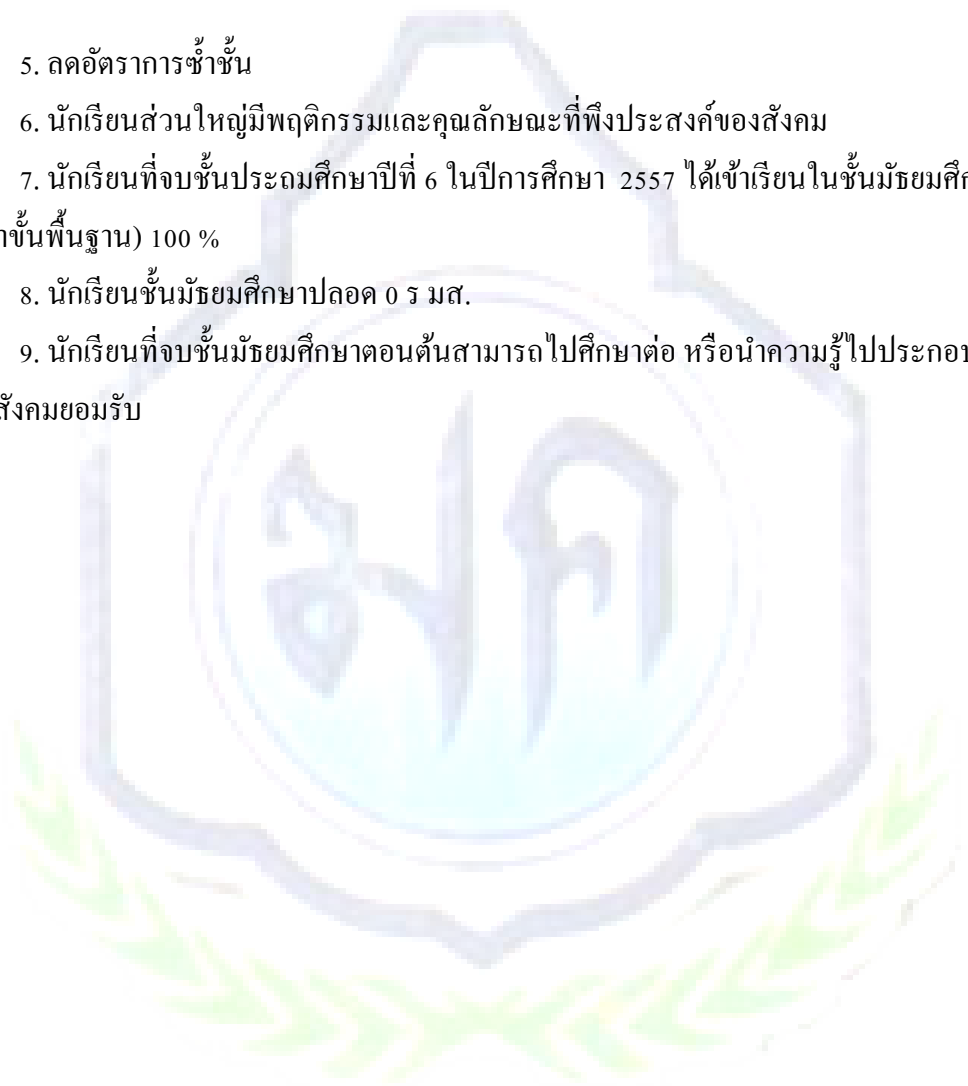 5. ลดอัตราการซ้ำชั้น
6. นักเรียนส่วนใหญ่มีพฤติกรรมและคุณลักษณะที่พึงประสงค์ของสังคม
7. นักเรียนที่จบชั้นประถมศึกษาปีที่ 6 ในปีการศึกษา 2557 ได้เข้าเรียนในชั้นมัธยมศึก
าขั้นพื้นฐาน) 100 %
8. นักเรียนชั้นมัธยมศึกษาปลอด 0 ร มส.
9. นักเรียนที่จบชั้นมัธยมศึกษาตอนต้นสามารถไปศึกษาต่อ หรือนำความรู้ไปประกอบ
สังคมยอมรับ